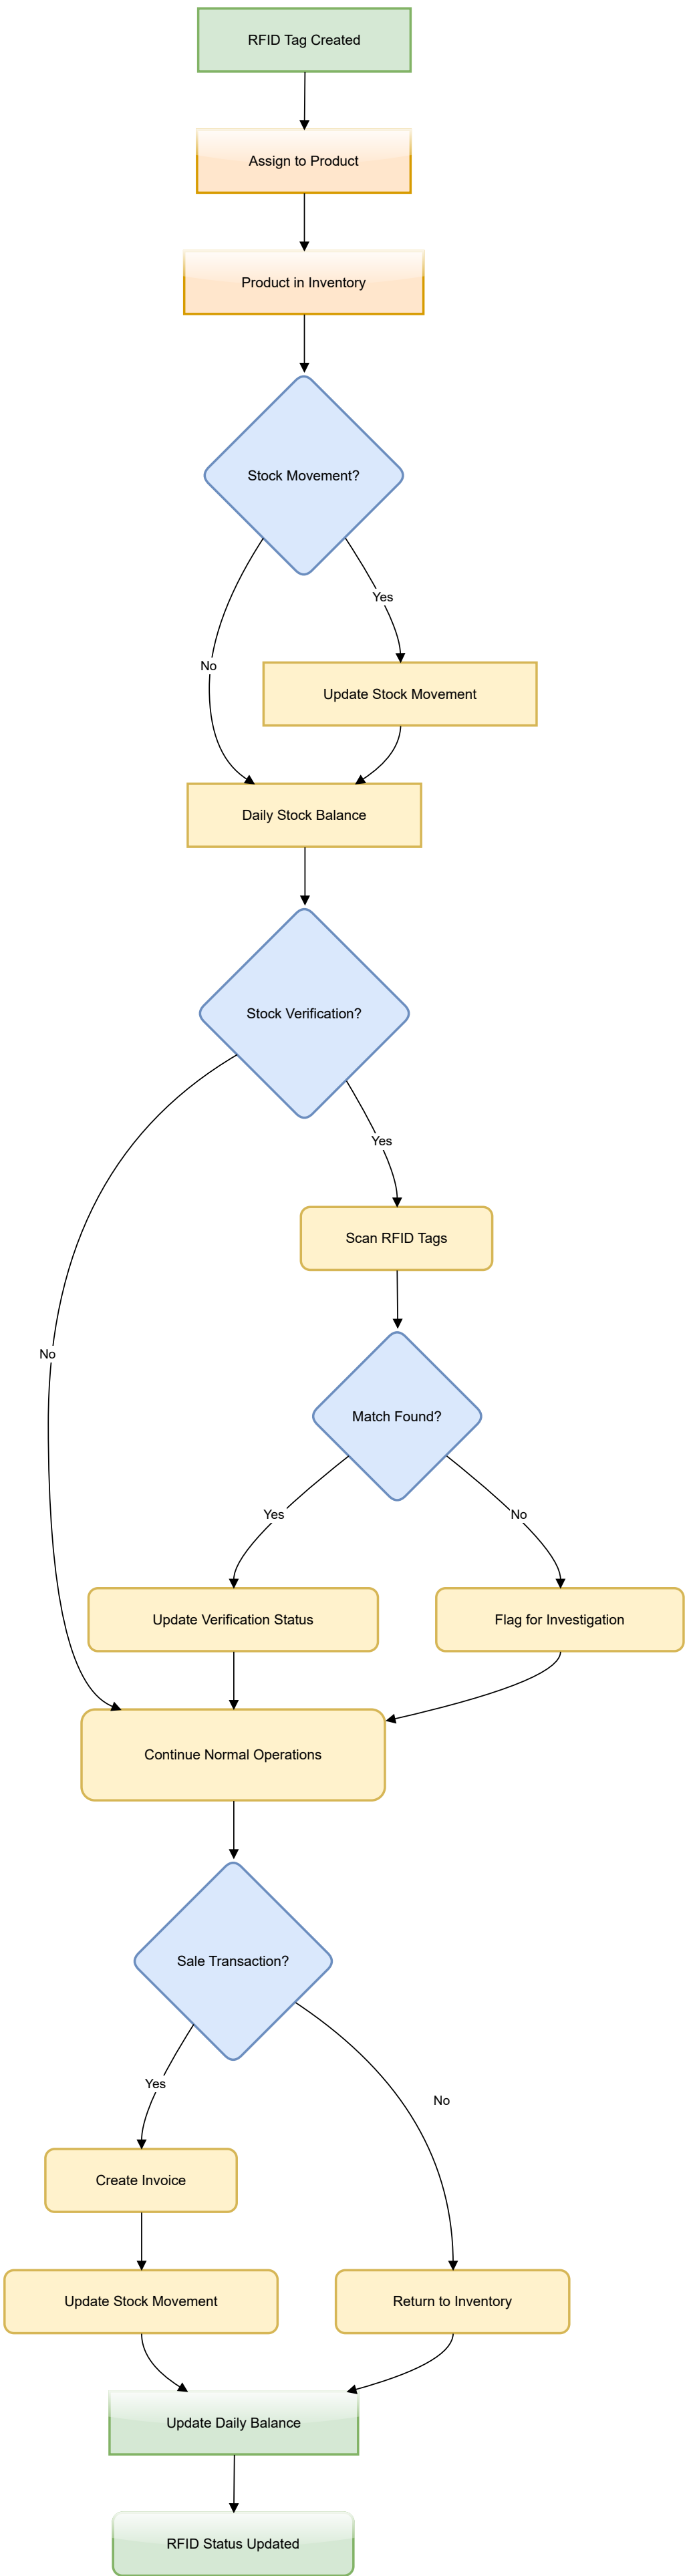 RFID Tag Created
Assign to Product
Product in Inventory
Stock Movement?
Yes
No
Update Stock Movement
Daily Stock Balance
Stock Verification?
Yes
Scan RFID Tags
No
Match Found?
Yes
No
Update Verification Status
Flag for Investigation
Continue Normal Operations
Sale Transaction?
Yes
No
Create Invoice
Update Stock Movement
Return to Inventory
Update Daily Balance
RFID Status Updated